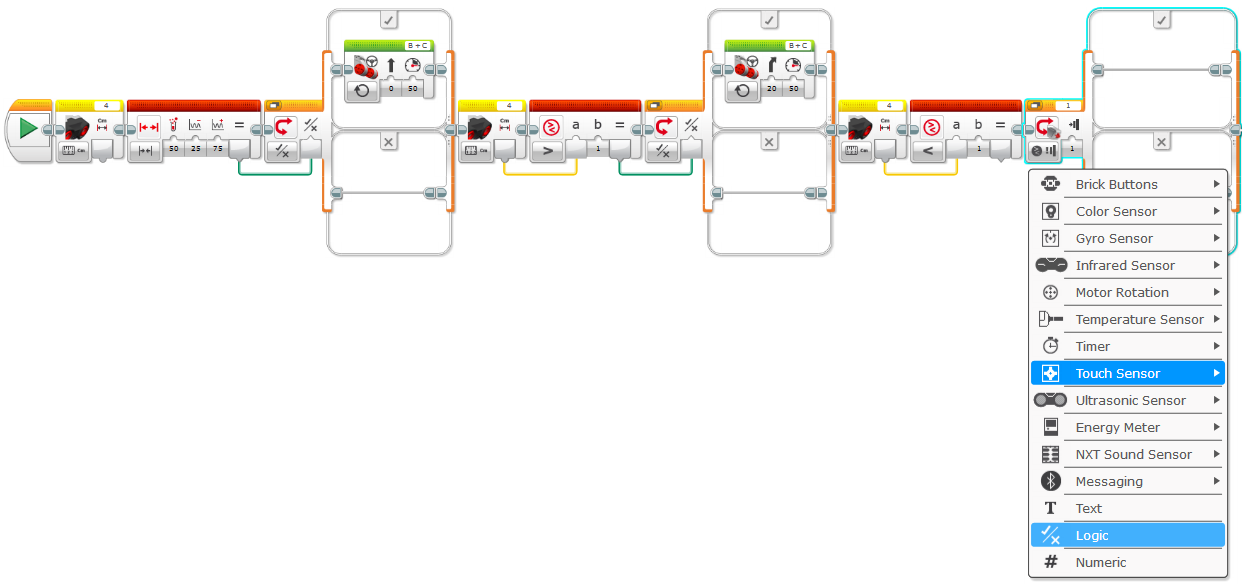 B + C
B + C
4
4
4
1
Cm
a b =
Cm
a b =
0 50
20 50
Cm
50 25 75
Cm
>
1
Cm
<
1
1
Brick Buttons
Color Sensor
Gyro Sensor
Infrared Sensor
Motor Rotation
Temperature Sensor
Timer
Touch Sensor
Ultrasonic Sensor
Energy Meter
NXT Sound Sensor
Messaging
T Text
Logic
# Numeric